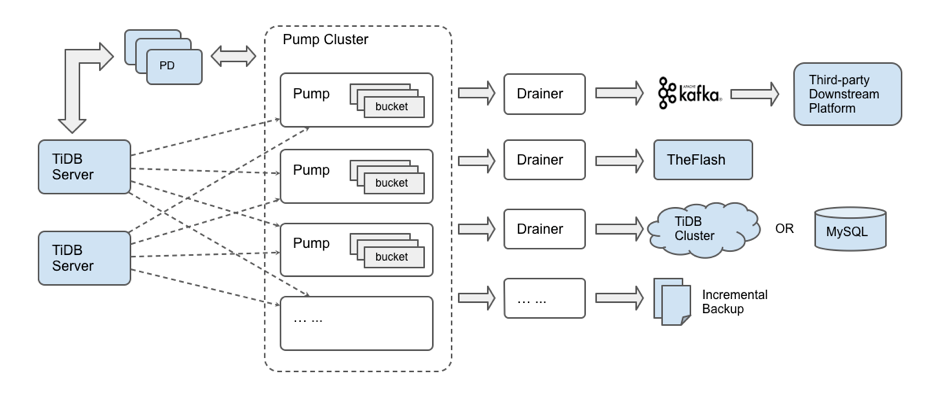 PD
Pump Cluster
Pump
bucket
Drainer
APACHE
kafka
Third-party
Downstream
Platform
TiDB
Server
Pump
bucket
Drainer
TheFlash
TiDB
Server
Pump
bucket
Drainer
TiDB
Cluster
OR
MySQL
... ...
... ...
Incremental
Backup